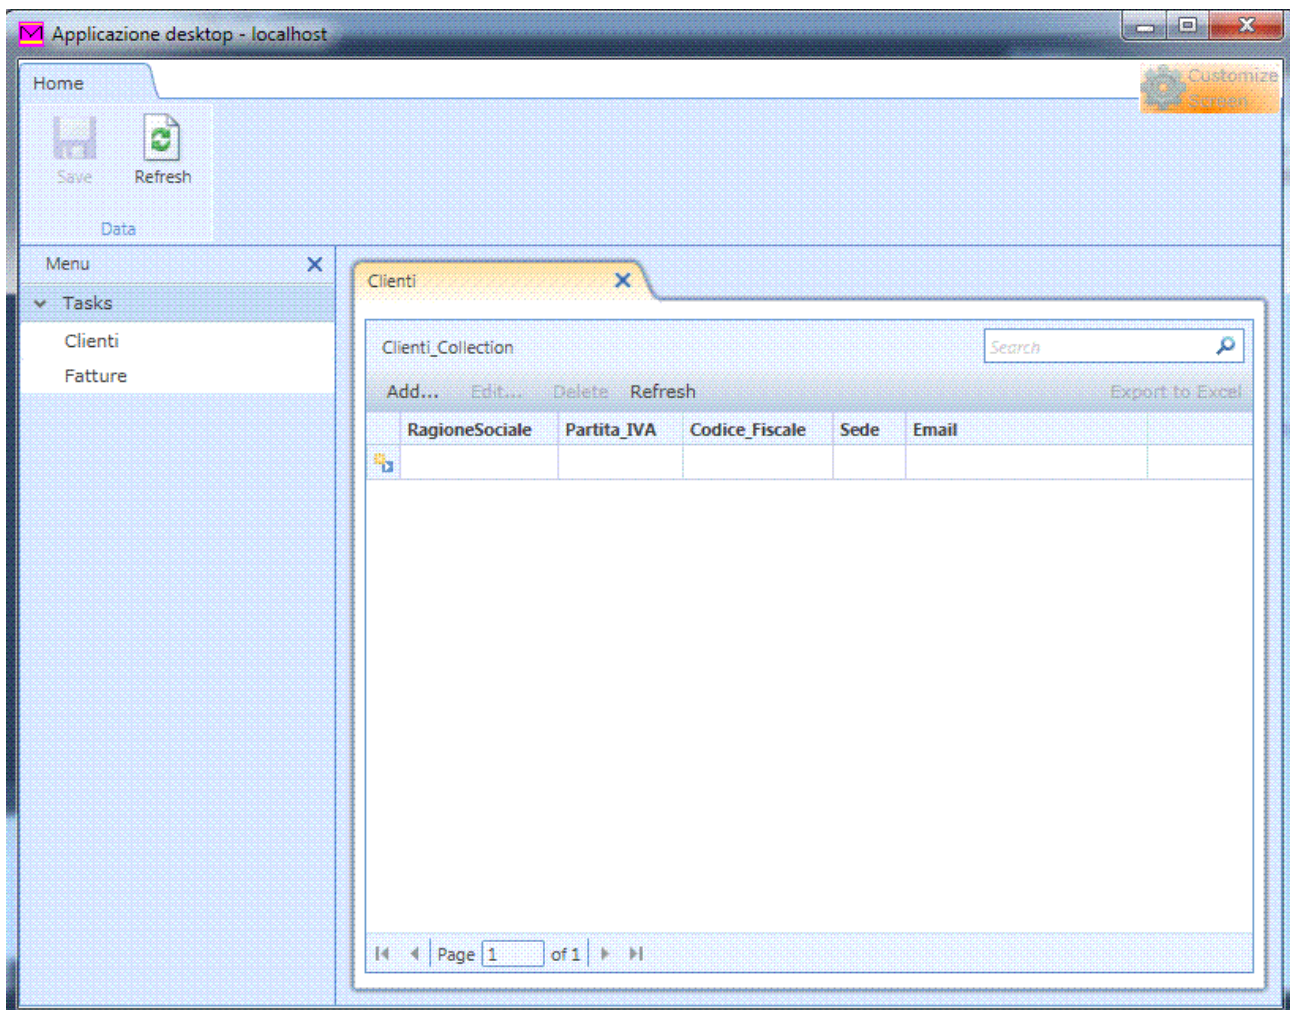 Applicazione desktop - localhost
Home
Customize
Screen
Save
Refresh
Data
Menu
Tasks
Clienti
Fatture
Clienti
Clienti_Collection
Search
Add... Edit... Delete Refresh Export to Excel
RagioneSociale Partita_IVA Codice_Fiscale Sede Email
Page 1 of 1